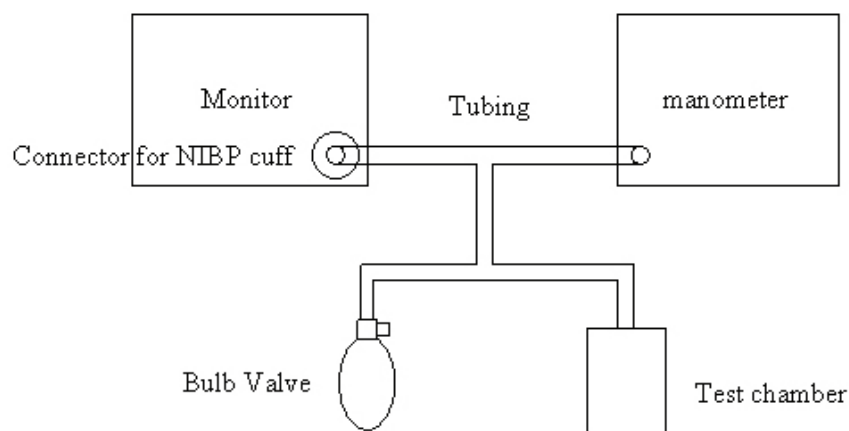 Monitor
Tubing
manometer
Connector for NIBP cuff
Bulb Valve
Test chamber